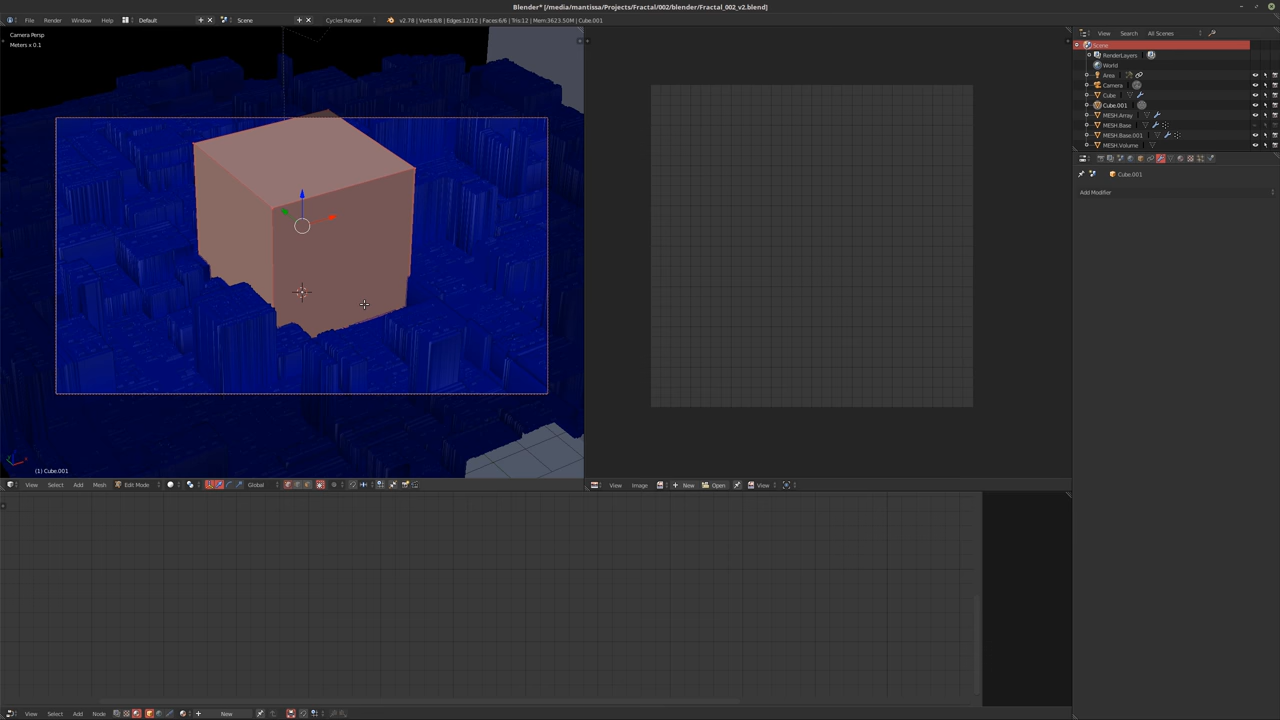 Blender* [/media/mantissa/Projects/Fractal/002/blender/Fractal_002_v2.blend]
File Render Window Help Default Scene Cycles Render v2.78 | Verts:8/8 | Edges:12/12 | Faces:6/6 | Tris:12 | Mem:3623.50M | Cube.001
Camera Persp
Meters x 0.1
(1) Cube.001
View Select Add Mesh Edit Mode Global
View Image New Open View
View Search All Scenes
Scene
RenderLayers
World
Area
Camera
Cube
Cube.001
MESH.Array
MESH.Base
MESH.Base.001
MESH.Volume
Cube.001
Add Modifier
View Select Add Node New